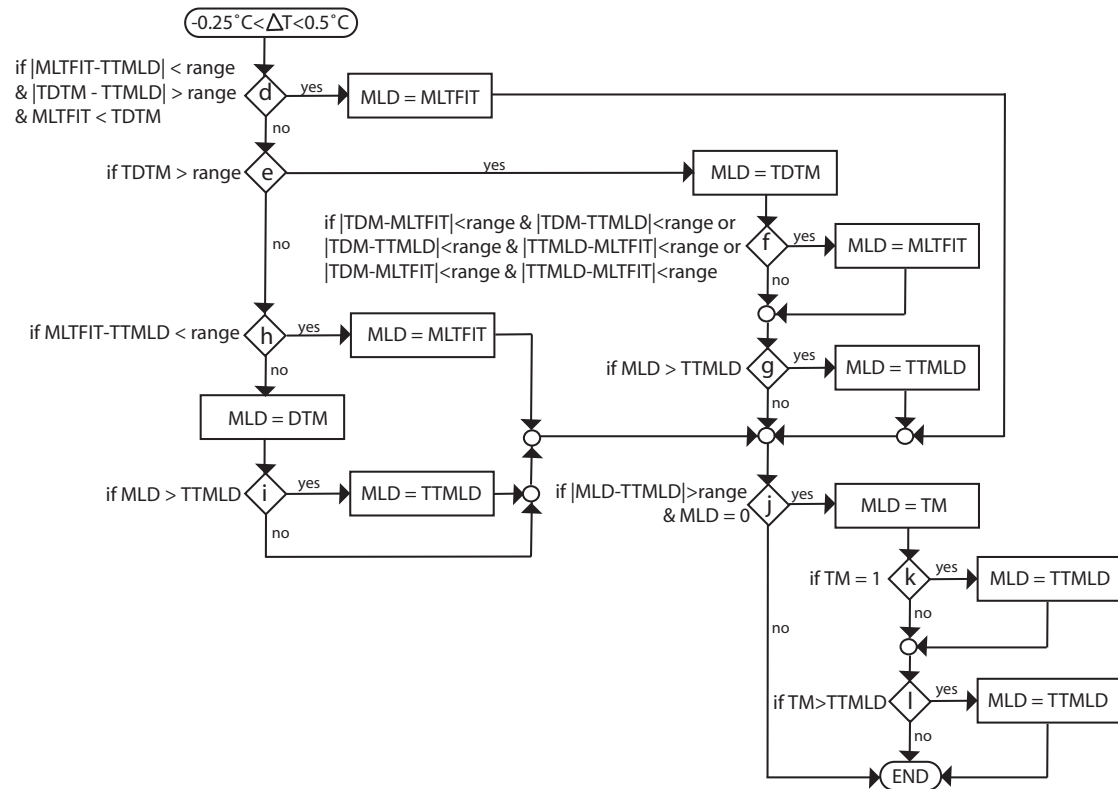 -0.25˚C<ΔT<0.5˚C
if |MLTFIT-TTMLD| < range
& |TDTM - TTMLD| > range
& MLTFIT < TDTM
d
yes
MLD = MLTFIT
no
if TDTM > range
e
yes
MLD = TDTM
no
if |TDM-MLTFIT|<range & |TDM-TTMLD|<range or
|TDM-TTMLD|<range & |TTMLD-MLTFIT|<range or
|TDM-MLTFIT|<range & |TTMLD-MLTFIT|<range
f
yes
MLD = MLTFIT
no
if MLTFIT-TTMLD < range
h
yes
MLD = MLTFIT
no
if MLD > TTMLD
g
yes
MLD = TTMLD
no
MLD = DTM
if MLD > TTMLD
i
yes
MLD = TTMLD
no
if |MLD-TTMLD|>range
& MLD = 0
j
yes
MLD = TM
no
if TM = 1
k
yes
MLD = TTMLD
no
if TM>TTMLD
l
yes
MLD = TTMLD
no
END